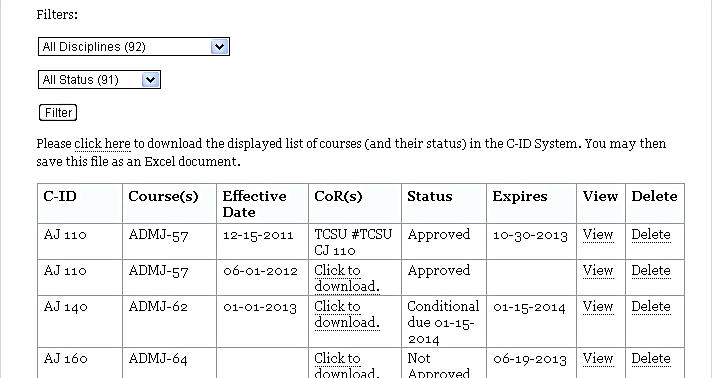 Filters:
All Disciplines (92)
All Status (91)
Filter
Please click here to download the displayed list of courses (and their status) in the C-ID System. You may then
save this file as an Excel document.
C-ID Course(s) Effective Date CoR(s) Status Expires View Delete
AJ 110 ADMJ-57 12-15-2011 TCSU #TCSU CJ 110 Approved 10-30-2013 View Delete
AJ 110 ADMJ-57 06-01-2012 Click to download. Approved View Delete
AJ 140 ADMJ-62 01-01-2013 Click to download. Conditional due 01-15-2014 01-15-2014 View Delete
AJ 160 ADMJ-64 Click to download. Not Approved 06-19-2013 View Delete